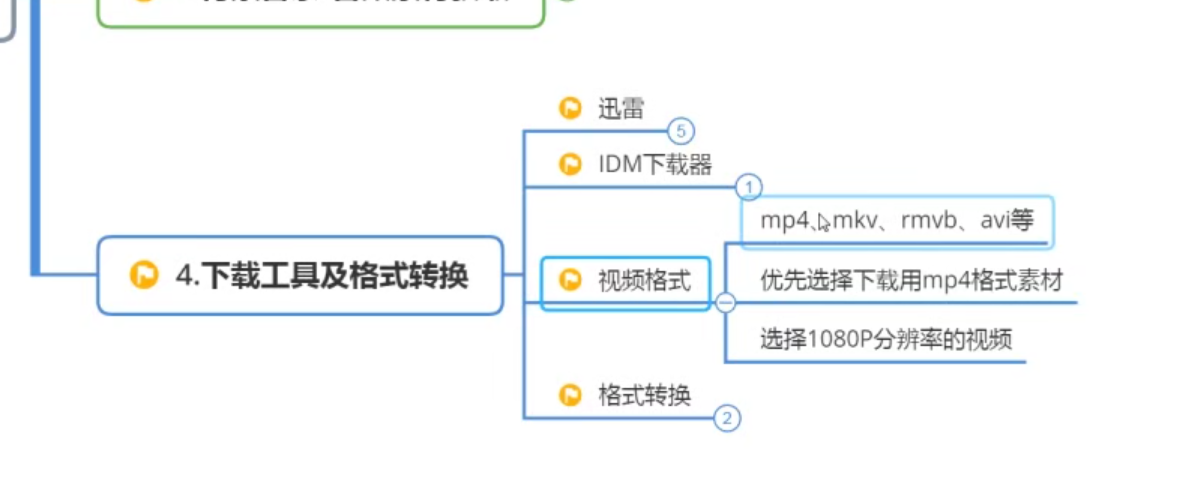 迅雷
5
IDM下载器
1
mp4、mkv、rmvb、avi等
4.下载工具及格式转换
视频格式
优先选择下载用mp4格式素材
选择1080P分辨率的视频
格式转换
2